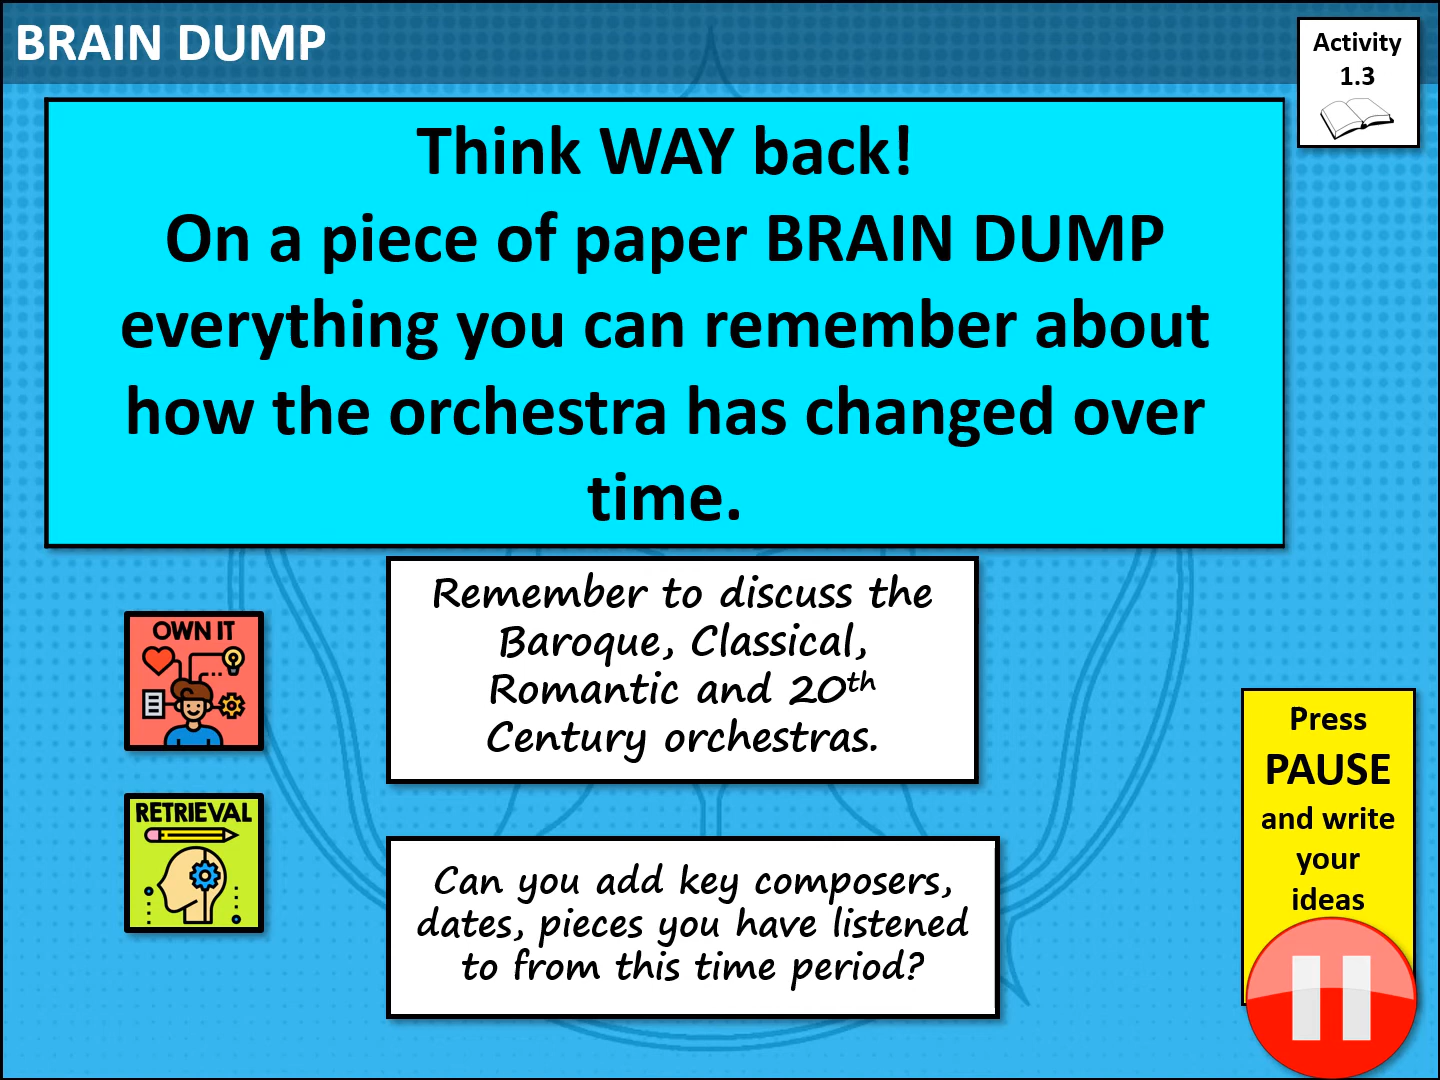 BRAIN DUMP
Activity
1.3
Think WAY back!
On a piece of paper BRAIN DUMP
everything you can remember about
how the orchestra has changed over
time.
Remember to discuss the
Baroque, Classical,
Romantic and 20th
Century orchestras.
OWN IT
RETRIEVAL
Can you add key composers,
dates, pieces you have listened
to from this time period?
Press
PAUSE
and write
your
ideas